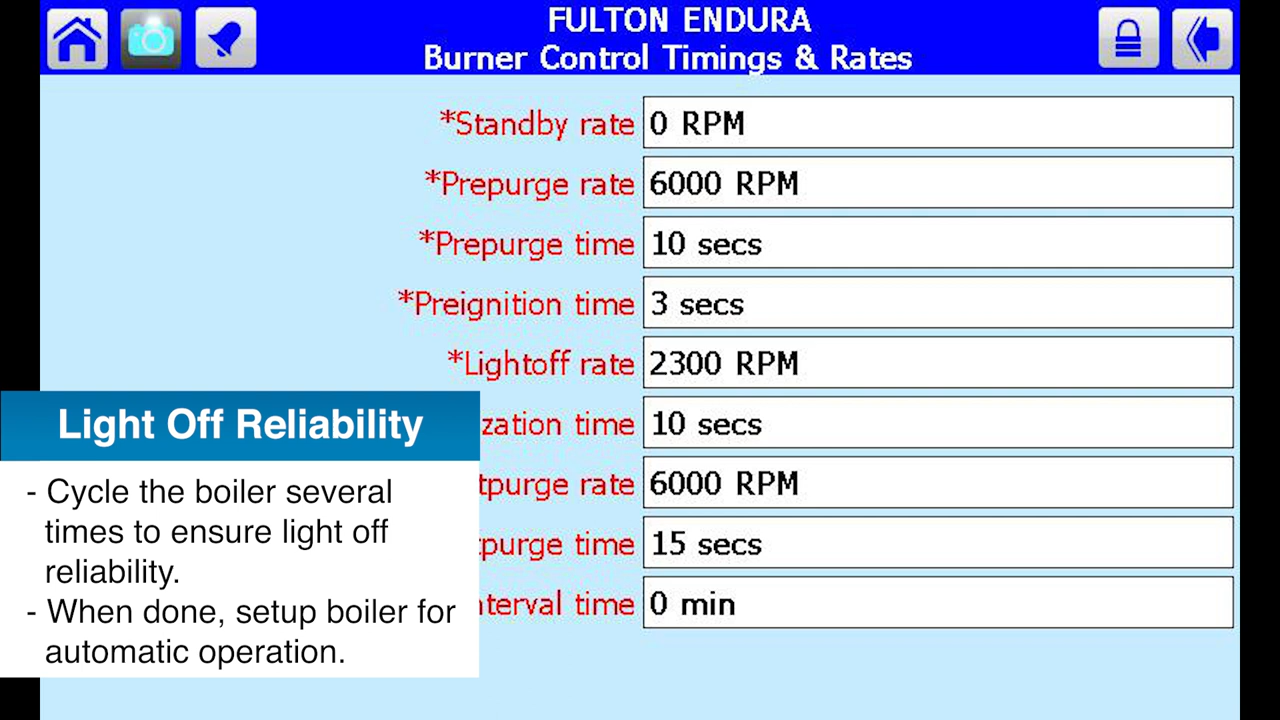 FULTON ENDURA
Burner Control Timings & Rates
*Standby rate 0 RPM
*Prepurge rate 6000 RPM
*Prepurge time 10 secs
*Preignition time 3 secs
*Lightoff rate 2300 RPM
zation time 10 secs
tpurge rate 6000 RPM
tpurge time 15 secs
nterval time 0 min
Light Off Reliability
- Cycle the boiler several
times to ensure light off
reliability.
- When done, setup boiler for
automatic operation.